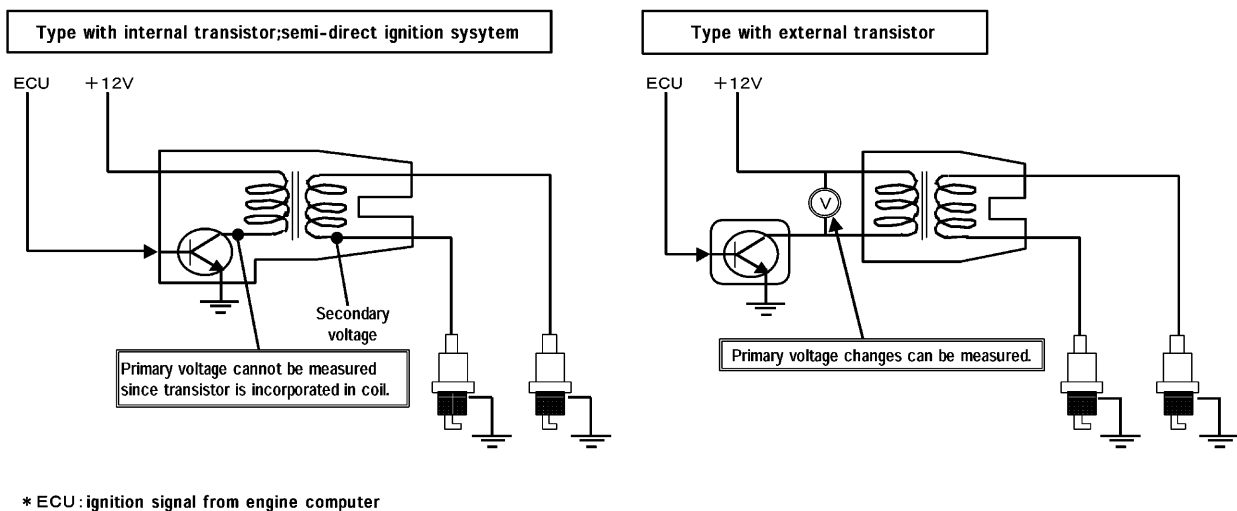 Type with internal transistor;semi-direct ignition sysytem
ECU +12V
Secondary
voltage
Primary voltage cannot be measured
since transistor is incorporated in coil.
Type with external transistor
ECU +12V
V
Primary voltage changes can be measured.
* ECU:ignition signal from engine computer